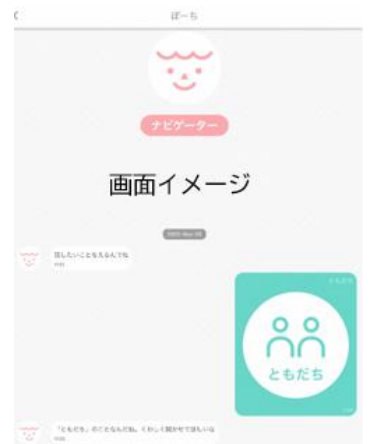 ぽーち
ナビゲーター
画面イメージ
話したいことをえらんでね
ともだち
ともだち
「ともだち」のことなんだね。くわしく聞かせてほしいな